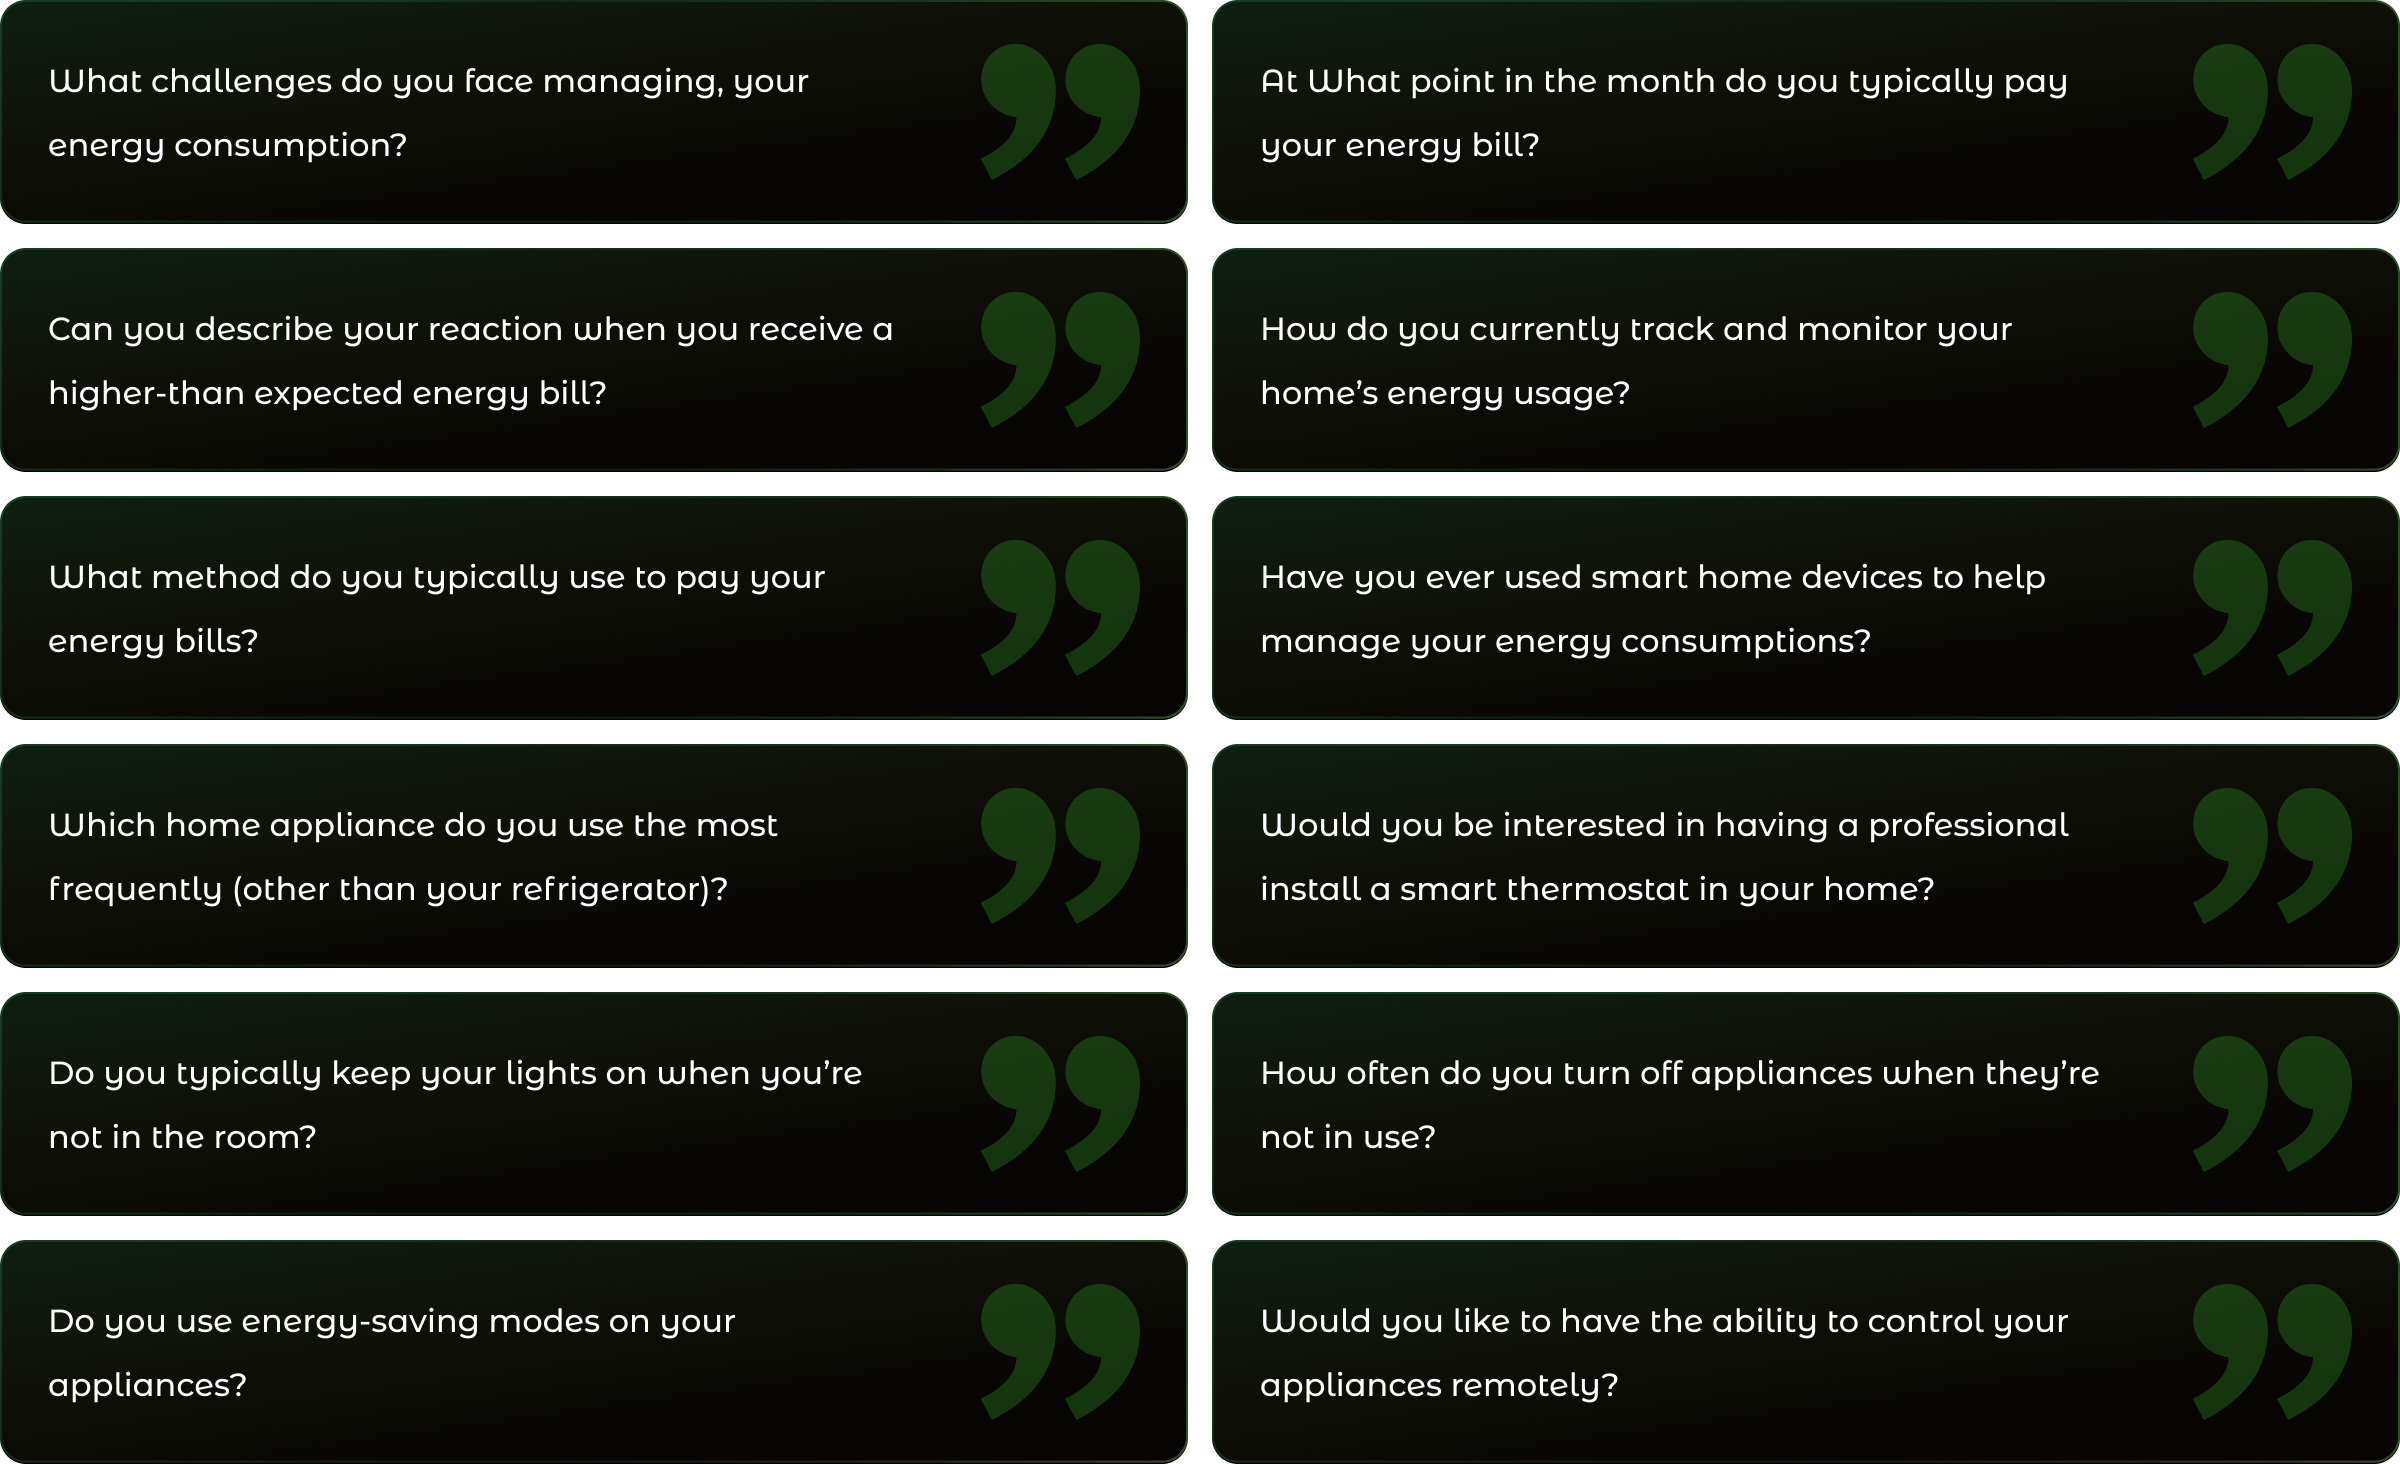 What challenges do you face managing, your
energy consumption?
At What point in the month do you typically pay
your energy bill?
Can you describe your reaction when you receive a
higher-than expected energy bill?
How do you currently track and monitor your
home’s energy usage?
What method do you typically use to pay your
energy bills?
Have you ever used smart home devices to help
manage your energy consumptions?
Which home appliance do you use the most
frequently (other than your refrigerator)?
Would you be interested in having a professional
install a smart thermostat in your home?
Do you typically keep your lights on when you’re
not in the room?
How often do you turn off appliances when they’re
not in use?
Do you use energy-saving modes on your
appliances?
Would you like to have the ability to control your
appliances remotely?